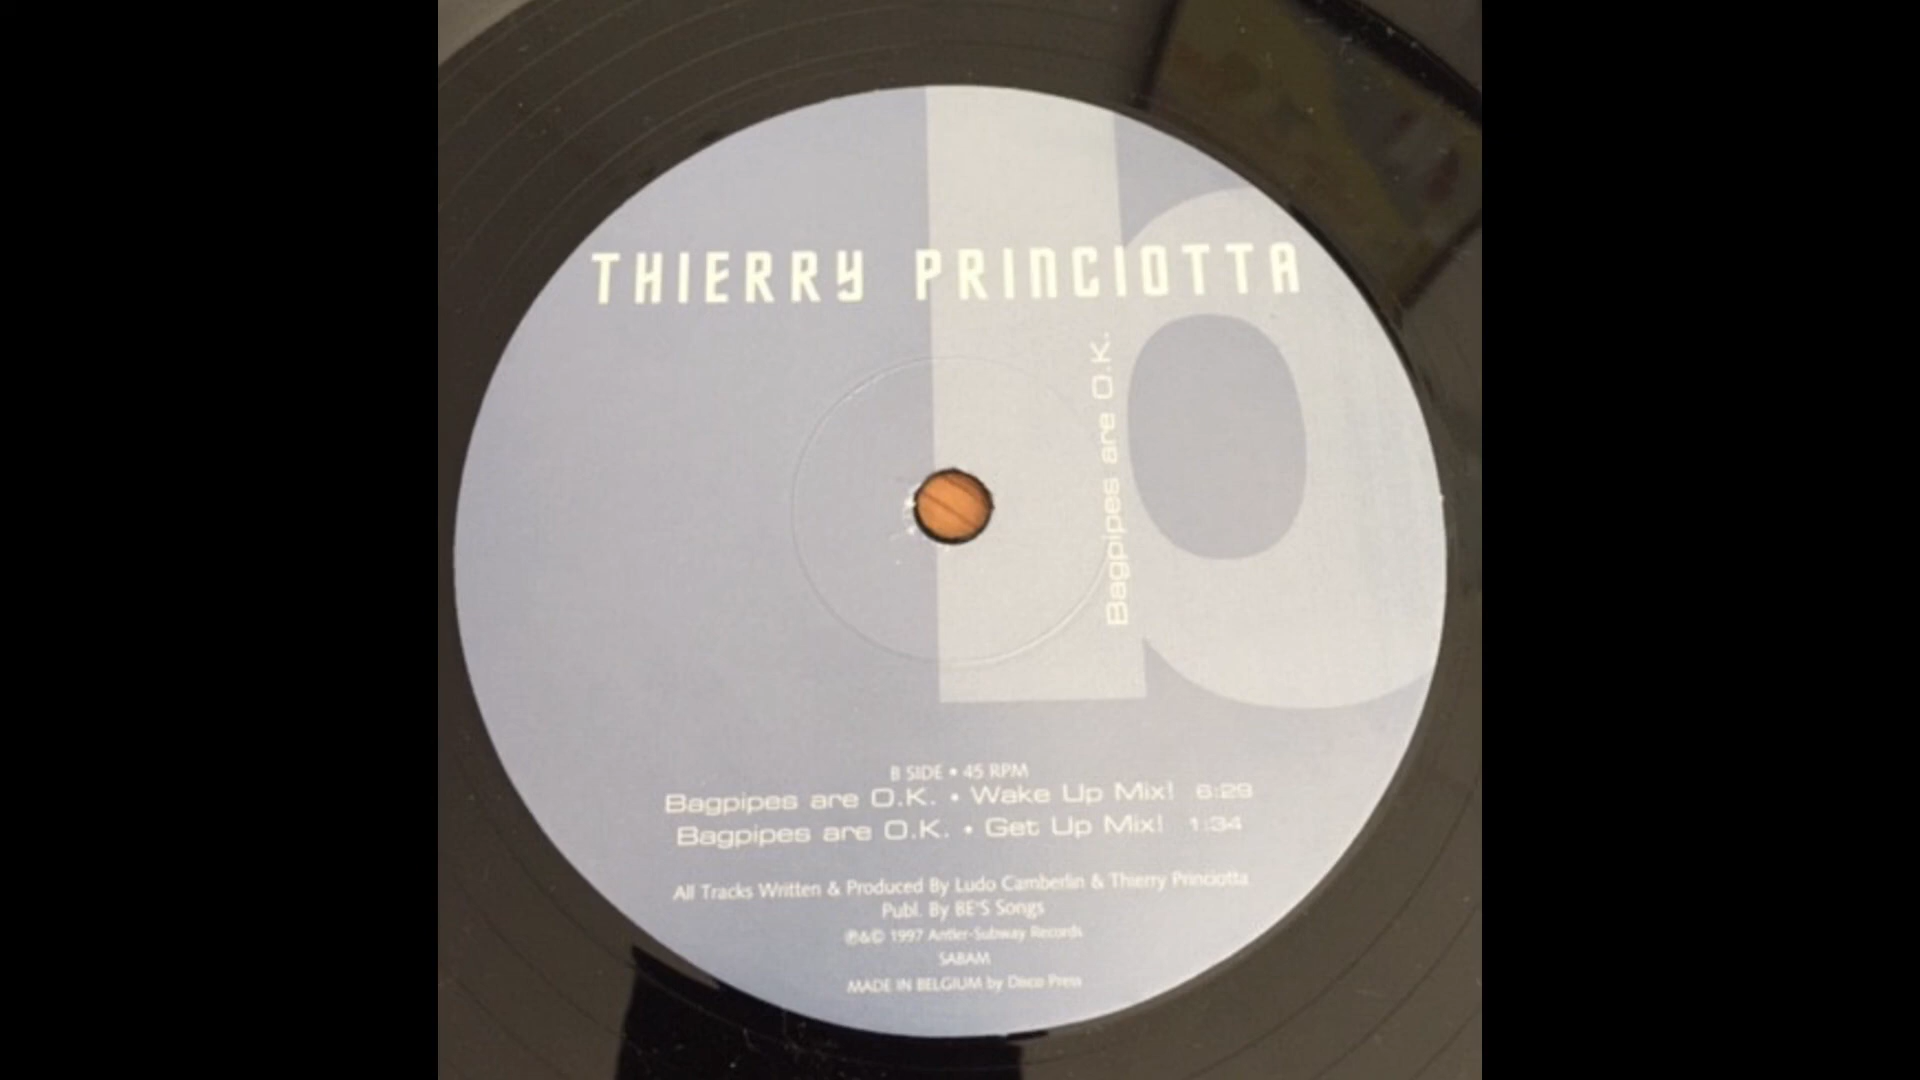 THIERRY PRINCIOTTA
Bagpipes are O.K.
b
B SIDE • 45 RPM
Bagpipes are O.K. • Wake Up Mix! 6:29
Bagpipes are O.K. • Get Up Mix! 1:34
All Tracks Written & Produced By Ludo Camberlin & Thierry Princiotta
Publ. By BE'S Songs
℗&© 1997 Antler-Subway Records
SABAM
MADE IN BELGIUM by Disco Press